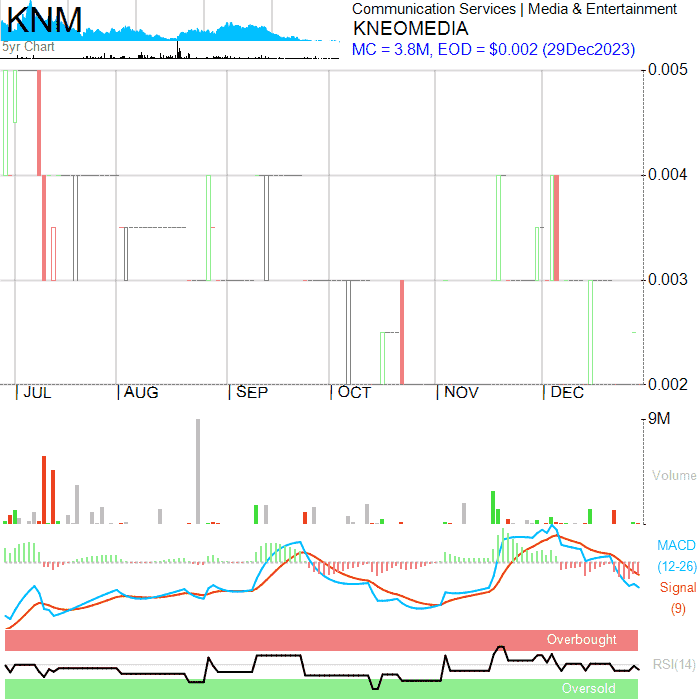 KNM
5yr Chart
Communication Services | Media & Entertainment
KNEOMEDIA
MC = 3.8M, EOD = $0.002 (29Dec2023)
0.005
0.004
0.003
0.002
JUL AUG SEP OCT NOV DEC
9M
Volume
MACD
(12-26)
Signal
(9)
Overbought
RSI(14)
Oversold